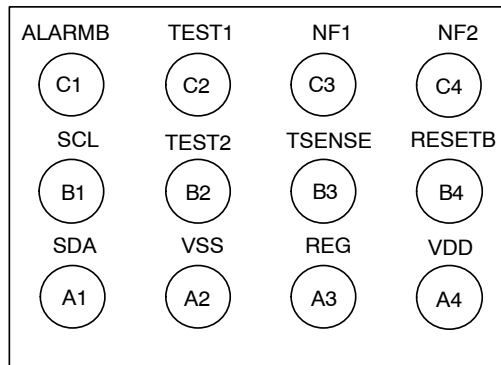 ALARMB TEST1 NF1 NF2
C1 C2 C3 C4
SCL TEST2 TSENSE RESETB
B1 B2 B3 B4
SDA VSS REG VDD
A1 A2 A3 A4